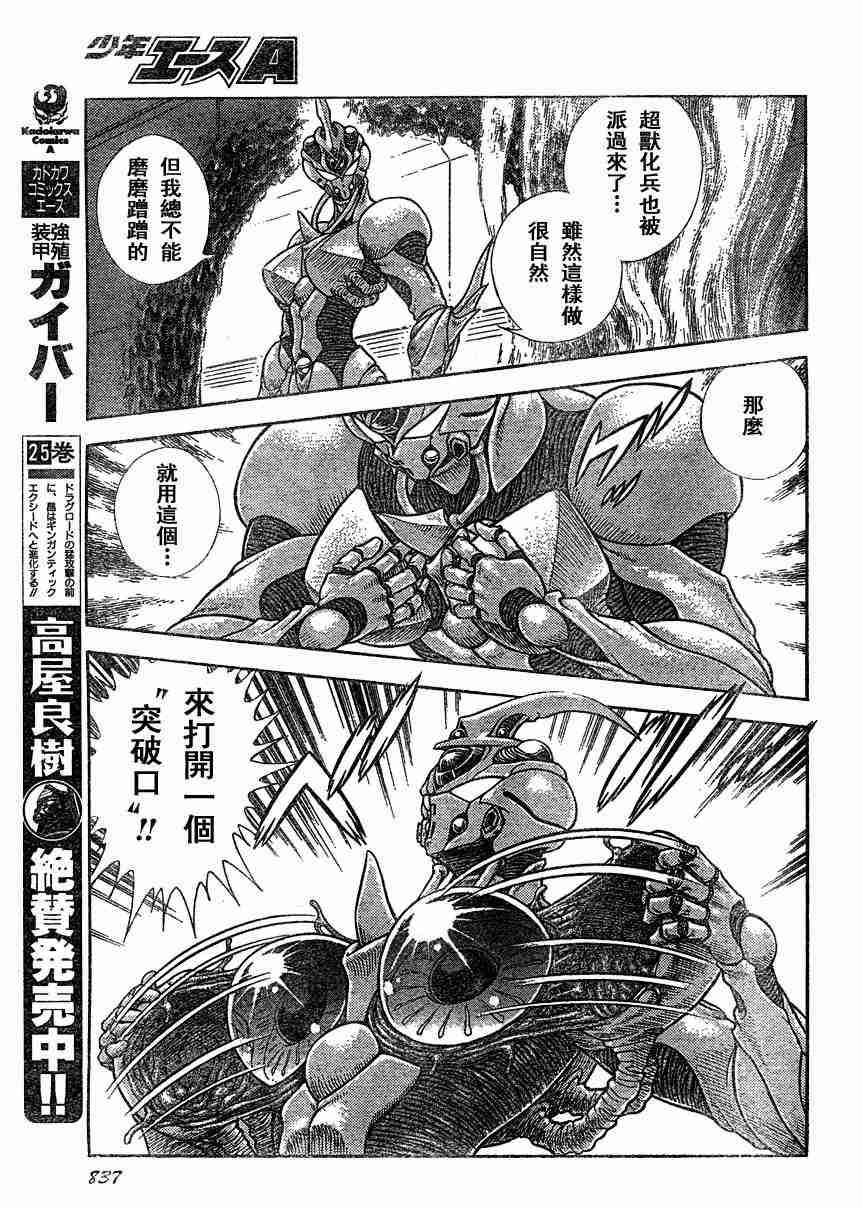 少年エースA
Kadokawa
Comics
A
カドカワ
コミックス
エース
強殖
装甲
ガイバー
25巻
ドラグロードの猛攻撃の前
に、晶はギガンティック
エクシードへと進化する!!
高屋良樹
絶賛発売中!!
超獸化兵也被
派過來了…
雖然這樣做
很自然
但我總不能
磨磨蹭蹭的
那麼
就用這個…
來打開一個
〝突破口〟!!
837